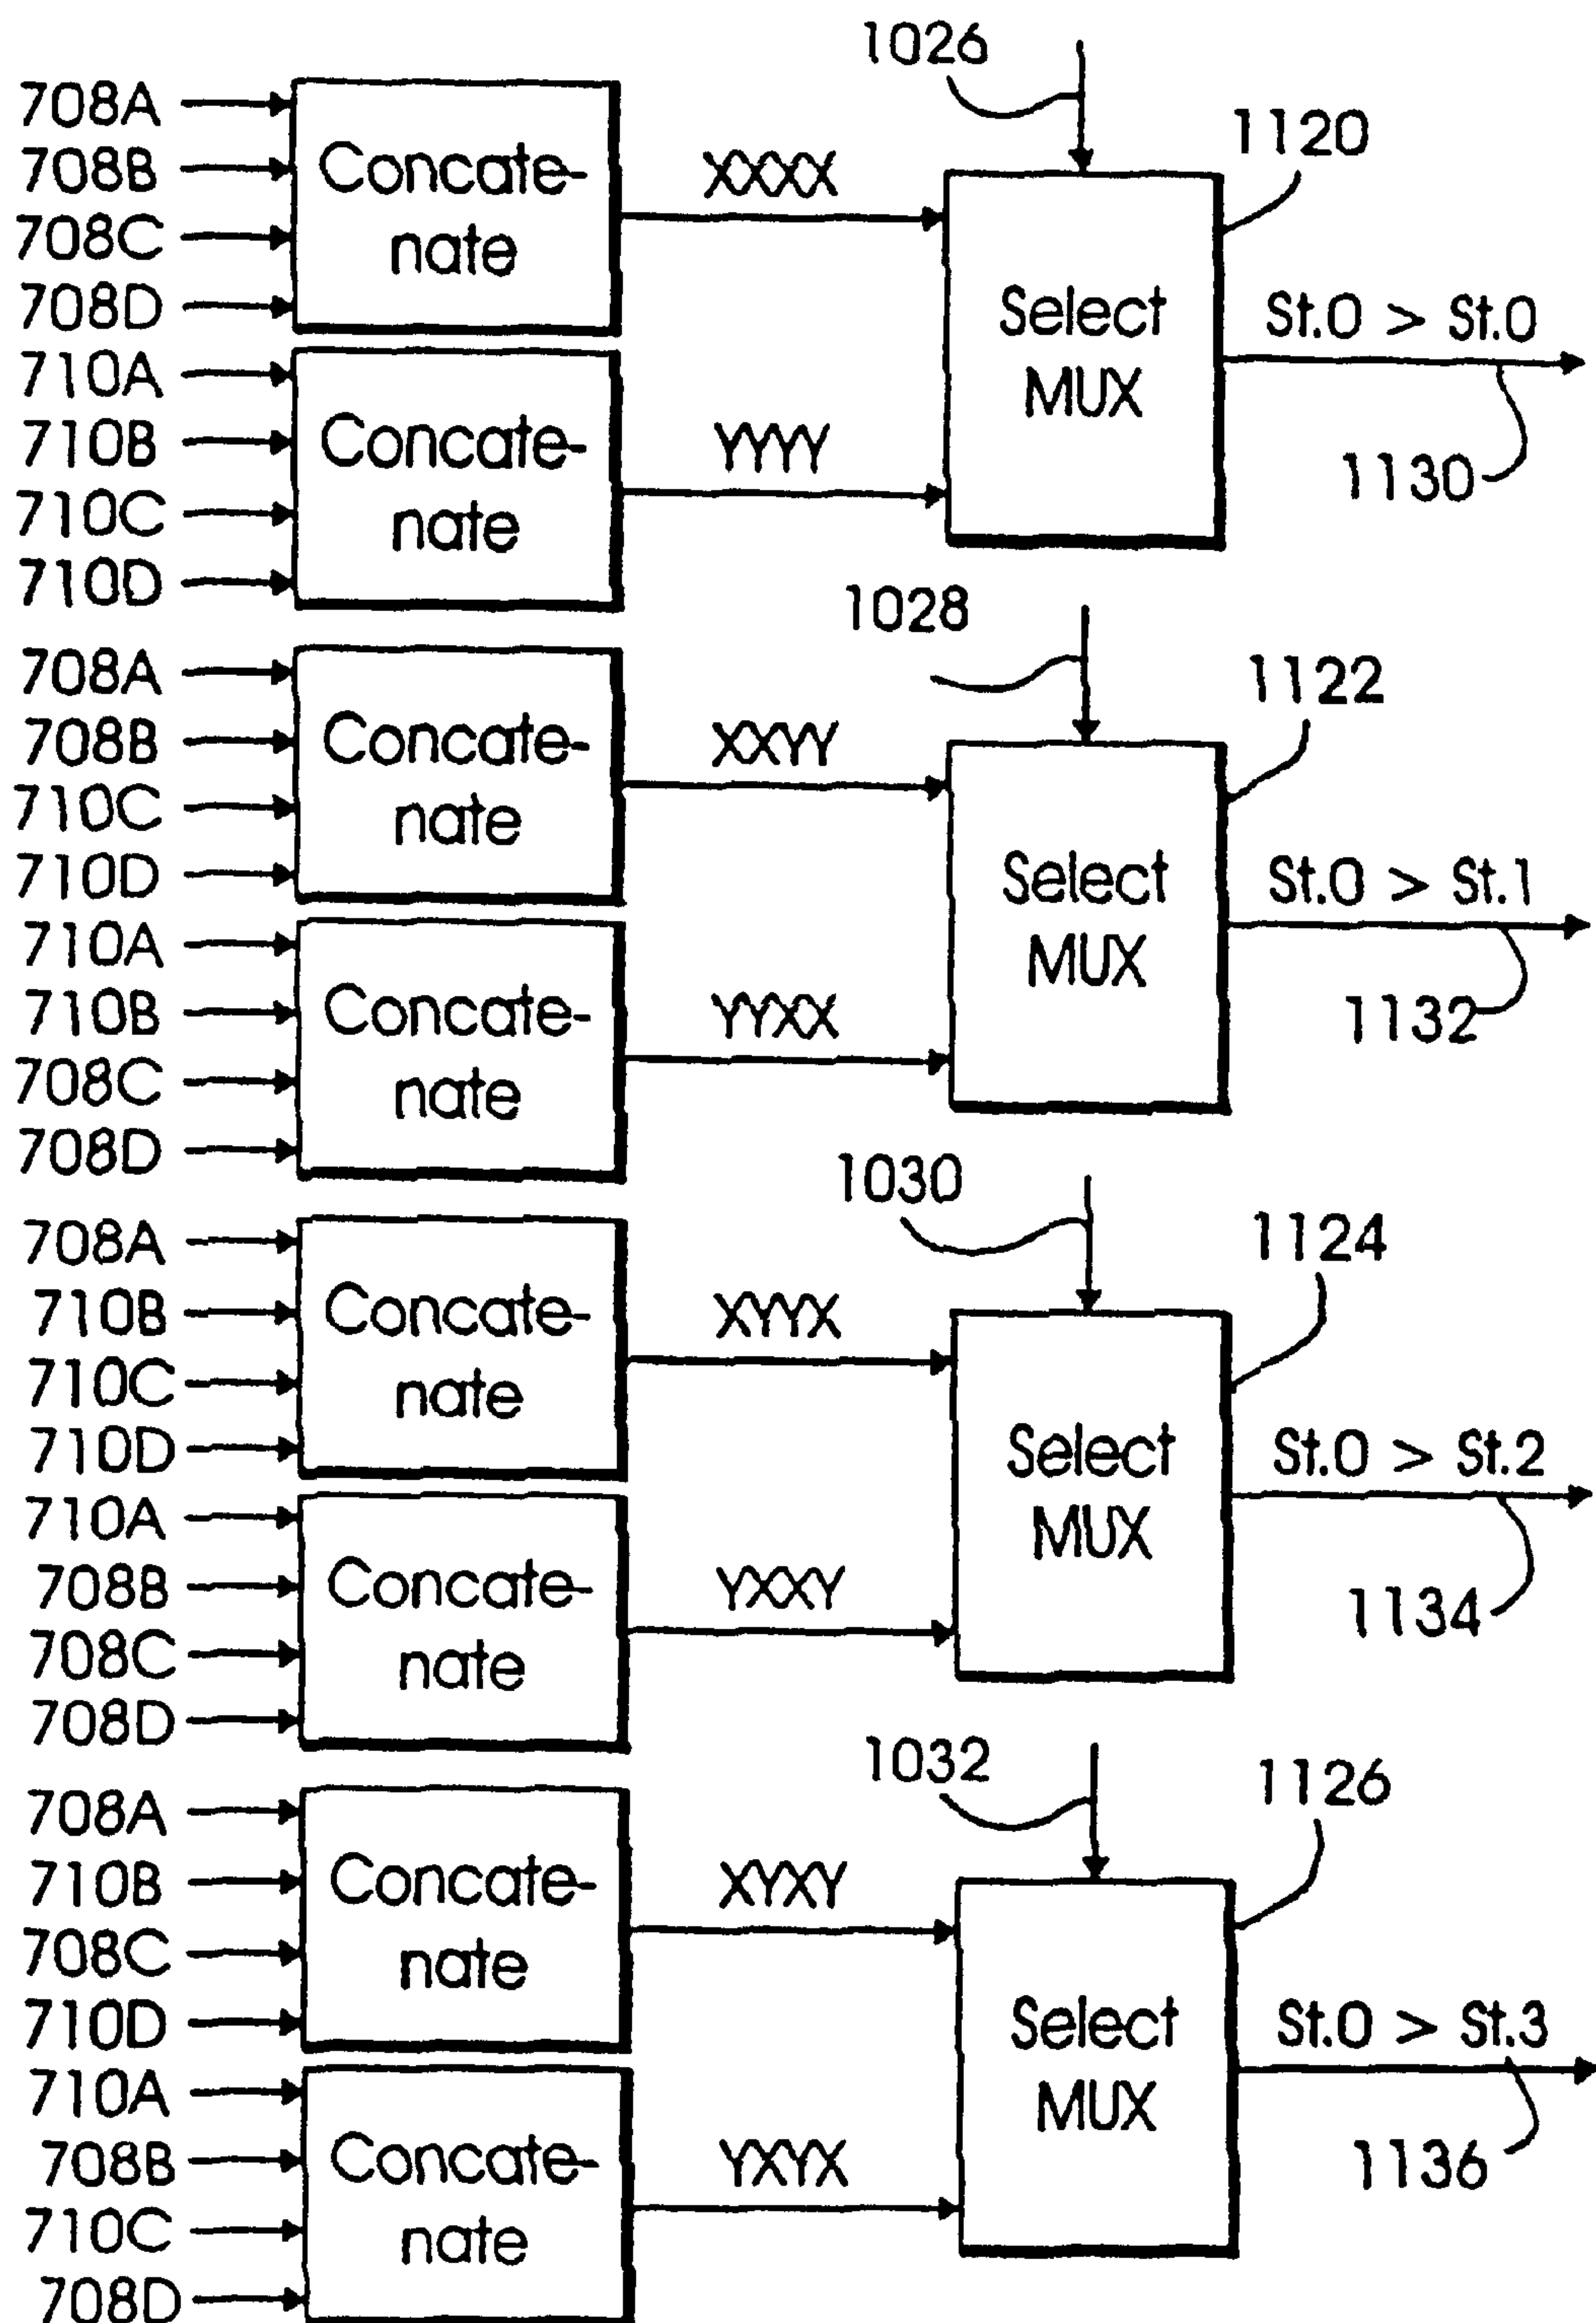 1026
708A
708B
708C
708D
Concate-
nate
XXXX
1120
Select
MUX
St.0 > St.0
1130
710A
710B
710C
710D
Concate-
nate
YYYY
1028
708A
708B
710C
710D
Concate-
nate
XXYY
1122
Select
MUX
St.0 > St.1
1132
710A
710B
708C
708D
Concate-
nate
YYXX
1030
708A
710B
710C
710D
Concate-
nate
XYYX
1124
Select
MUX
St.0 > St.2
1134
710A
708B
708C
708D
Concate-
nate
YXXY
1032
708A
710B
708C
710D
Concate-
nate
XYXY
1126
Select
MUX
St.0 > St.3
1136
710A
708B
710C
708D
Concate-
nate
YXYX